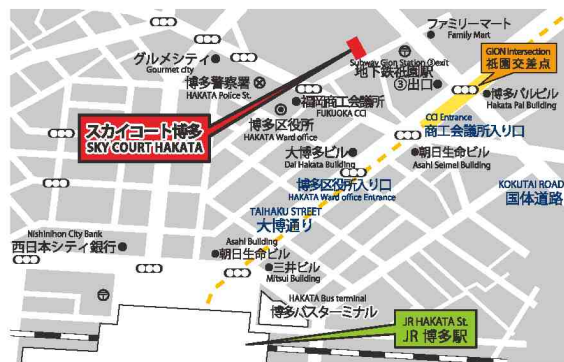 ファミリーマート
Family Mart
グルメシティ
Gourmet city
Subway Gion Station ③exit
地下鉄祇園駅
③出口
GION Intersection
祇園交差点
博多警察署
HAKATA Police St.
福岡商工会議所
FUKUOKA CCI
博多パルビル
Hakata Pal Building
博多区役所
HAKATA Ward office
CCI Entrance
商工会議所入り口
スカイコート博多
SKY COURT HAKATA
大博多ビル
Dai Hakata Building
朝日生命ビル
Asahi Seimei Building
博多区役所入り口
HAKATA Ward office Entrance
KOKUTAI ROAD
国体道路
TAIHAKU STREET
大博通り
Nishinihon City Bank
西日本シティ銀行
Asahi Building
朝日生命ビル
三井ビル
Mitsui Building
HAKATA Bus terminal
博多バスターミナル
JR HAKATA St.
JR 博多駅